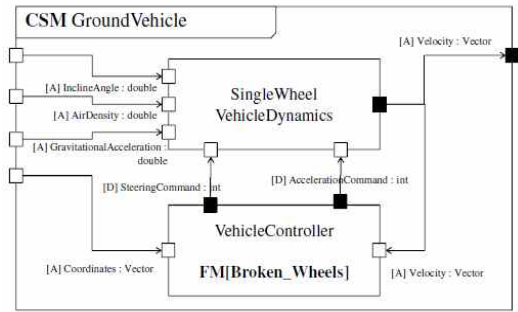 CSM GroundVehicle
[A] Velocity : Vector
[A] InclineAngle : double
SingleWheel
VehicleDynamics
[A] AirDensity : double
[A] GravitationalAcceleration :
double
[D] SteeringCommand : int
[D] AccelerationCommand : int
VehicleController
FM[Broken_Wheels]
[A] Coordinates : Vector
[A] Velocity : Vector